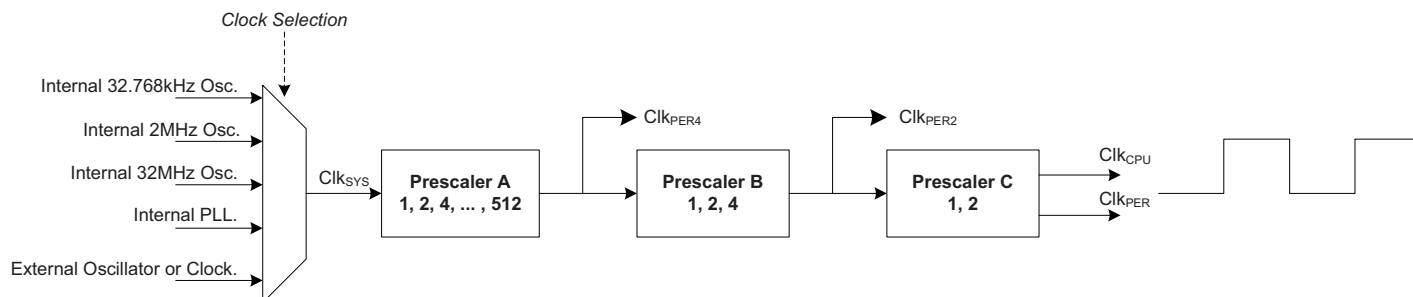 Clock Selection
Internal 32.768kHz Osc.
Internal 2MHz Osc.
Internal 32MHz Osc.
Internal PLL.
External Oscillator or Clock.
ClkSYS
Prescaler A
1, 2, 4, ... , 512
ClkPER4
Prescaler B
1, 2, 4
ClkPER2
Prescaler C
1, 2
ClkCPU
ClkPER